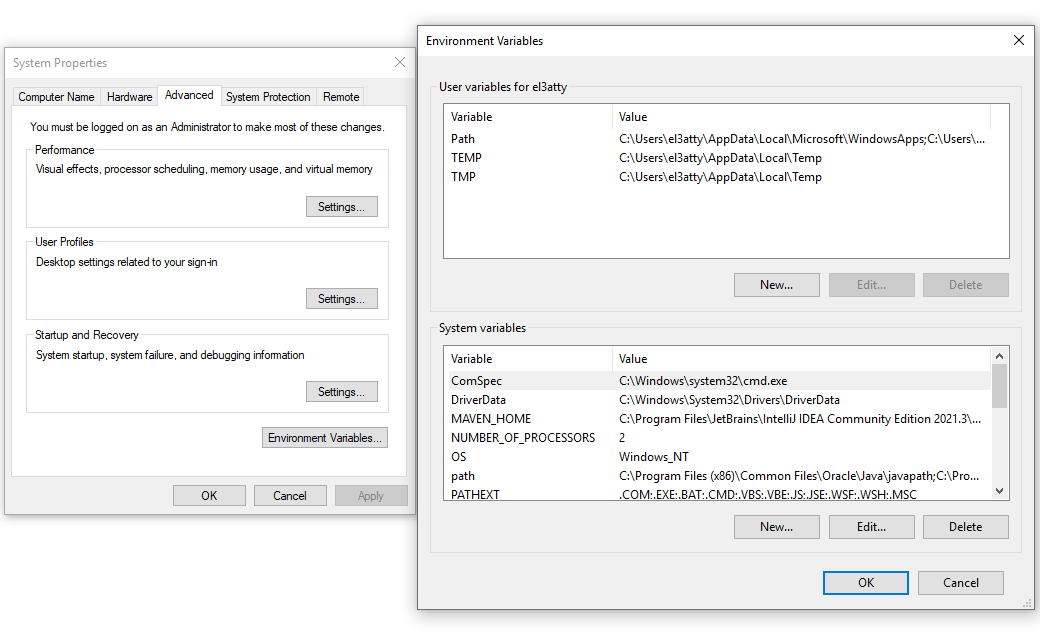 System Properties
Computer Name Hardware Advanced System Protection Remote
You must be logged on as an Administrator to make most of these changes.
Performance
Visual effects, processor scheduling, memory usage, and virtual memory
Settings...
User Profiles
Desktop settings related to your sign-in
Settings...
Startup and Recovery
System startup, system failure, and debugging information
Settings...
Environment Variables...
OK Cancel Apply
Environment Variables
User variables for el3atty
Variable Value
Path C:\Users\el3atty\AppData\Local\Microsoft\WindowsApps;C:\Users\...
TEMP C:\Users\el3atty\AppData\Local\Temp
TMP C:\Users\el3atty\AppData\Local\Temp
New... Edit... Delete
System variables
Variable Value
ComSpec C:\Windows\system32\cmd.exe
DriverData C:\Windows\System32\Drivers\DriverData
MAVEN_HOME C:\Program Files\JetBrains\IntelliJ IDEA Community Edition 2021.3\...
NUMBER_OF_PROCESSORS 2
OS Windows_NT
path C:\Program Files (x86)\Common Files\Oracle\Java\javapath;C:\Pro...
PATHEXT .COM;.EXE;.BAT;.CMD;.VBS;.VBE;.JS;.JSE;.WSF;.WSH;.MSC
New... Edit... Delete
OK Cancel